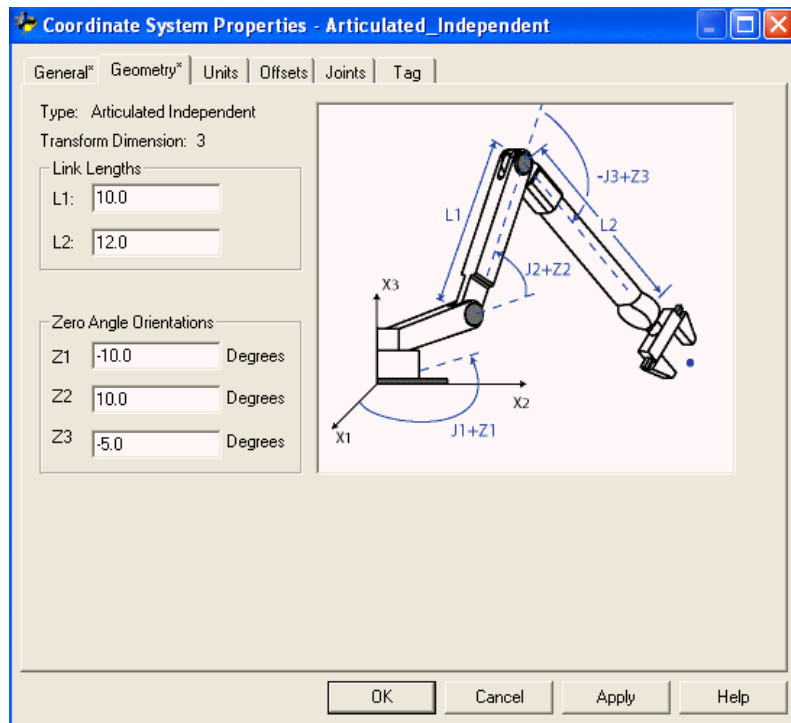 Coordinate System Properties - Articulated_Independent
General* Geometry* Units Offsets Joints Tag
Type: Articulated Independent
Transform Dimension: 3
Link Lengths
L1: 10.0
L2: 12.0
Zero Angle Orientations
Z1 -10.0 Degrees
Z2 10.0 Degrees
Z3 -5.0 Degrees
-J3+Z3
L1
L2
J2+Z2
X3
X2
J1+Z1
X1
OK Cancel Apply Help